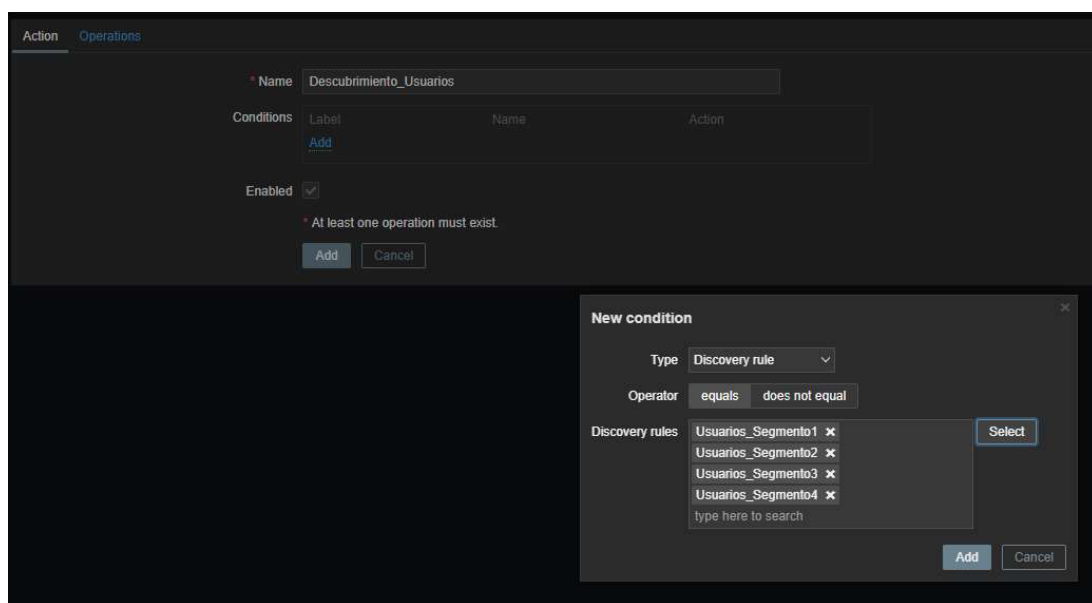 Action Operations
* Name Descubrimiento_Usuarios
Conditions Label Name Action
Add
Enabled
* At least one operation must exist.
Add Cancel
New condition
Type Discovery rule
Operator equals does not equal
Discovery rules Usuarios_Segmento1 Select
Usuarios_Segmento2
Usuarios_Segmento3
Usuarios_Segmento4
type here to search
Add Cancel